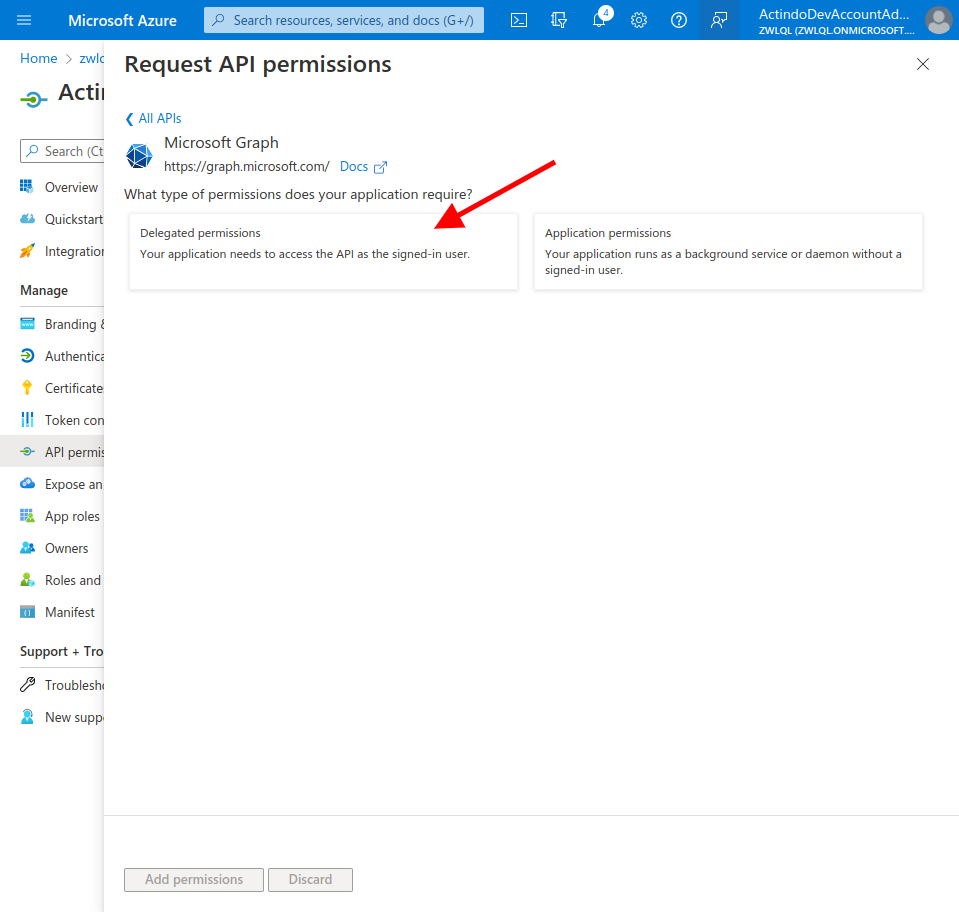 Microsoft Azure
Search resources, services, and docs (G+/)
4
ActindoDevAccountAd...
ZWLQL (ZWLQL.ONMICROSOFT....
Home > zwlc
Actin
Search (Ct
Overview
Quickstart
Integration
Manage
Branding &
Authentica
Certificate
Token con
API permis
Expose an
App roles
Owners
Roles and
Manifest
Support + Tro
Troublesho
New suppo
Request API permissions
All APIs
Microsoft Graph
https://graph.microsoft.com/ Docs
What type of permissions does your application require?
Delegated permissions
Your application needs to access the API as the signed-in user.
Application permissions
Your application runs as a background service or daemon without a
signed-in user.
Add permissions
Discard